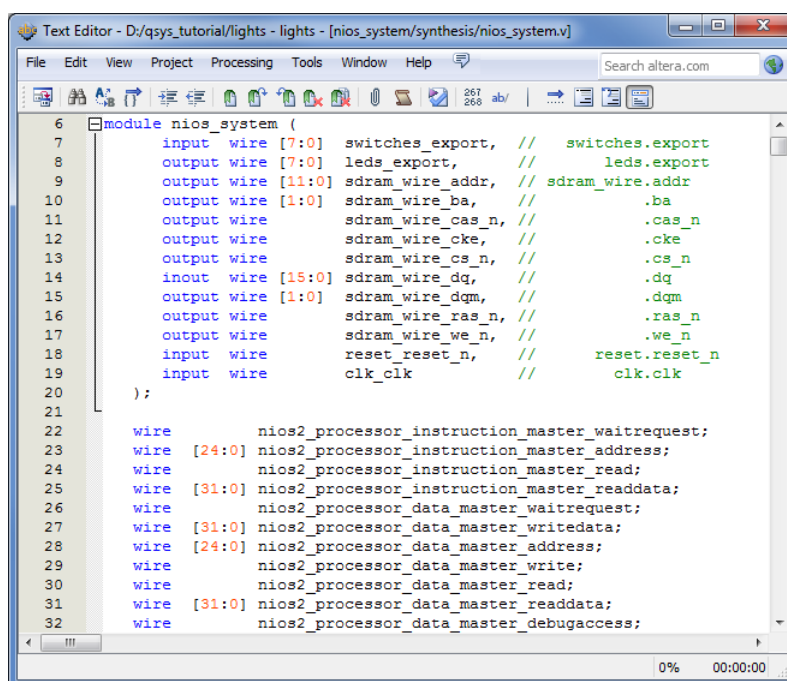 Text Editor - D:/qsys_tutorial/lights - lights - [nios_system/synthesis/nios_system.v]
File Edit View Project Processing Tools Window Help Search altera.com
267
268 ab/
6 module nios_system (
7 input wire [7:0] switches_export, // switches.export
8 output wire [7:0] leds_export, // leds.export
9 output wire [11:0] sdram_wire_addr, // sdram_wire.addr
10 output wire [1:0] sdram_wire_ba, // .ba
11 output wire sdram_wire_cas_n, // .cas_n
12 output wire sdram_wire_cke, // .cke
13 output wire sdram_wire_cs_n, // .cs_n
14 inout wire [15:0] sdram_wire_dq, // .dq
15 output wire [1:0] sdram_wire_dqm, // .dqm
16 output wire sdram_wire_ras_n, // .ras_n
17 output wire sdram_wire_we_n, // .we_n
18 input wire reset_reset_n, // reset.reset_n
19 input wire clk_clk // clk.clk
20 );
21
22 wire nios2_processor_instruction_master_waitrequest;
23 wire [24:0] nios2_processor_instruction_master_address;
24 wire nios2_processor_instruction_master_read;
25 wire [31:0] nios2_processor_instruction_master_readdata;
26 wire nios2_processor_data_master_waitrequest;
27 wire [31:0] nios2_processor_data_master_writedata;
28 wire [24:0] nios2_processor_data_master_address;
29 wire nios2_processor_data_master_write;
30 wire nios2_processor_data_master_read;
31 wire [31:0] nios2_processor_data_master_readdata;
32 wire nios2_processor_data_master_debugaccess;
0% 00:00:00